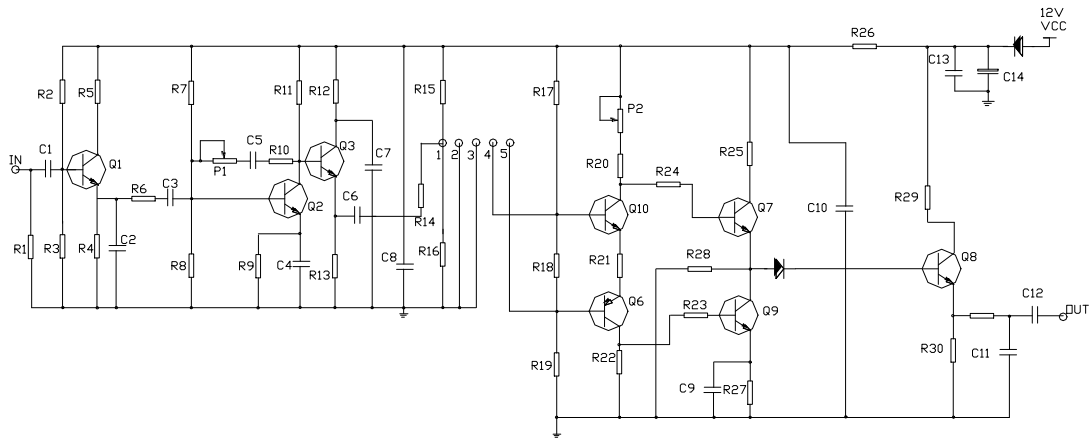 12V
VCC
R26
C13
C14
R2
R5
R7
R11
R12
R15
R17
P2
C1
IN
Q1
R6
C3
P1
C5
R10
Q3
C7
1
2
3
4
5
R20
R24
R25
Q2
C6
R14
Q10
Q7
C10
R29
R1
R3
R4
C2
R8
R9
C4
R13
C8
R16
R18
R21
R28
Q8
Q6
R23
Q9
C12
OUT
R19
R22
C9
R27
R30
C11